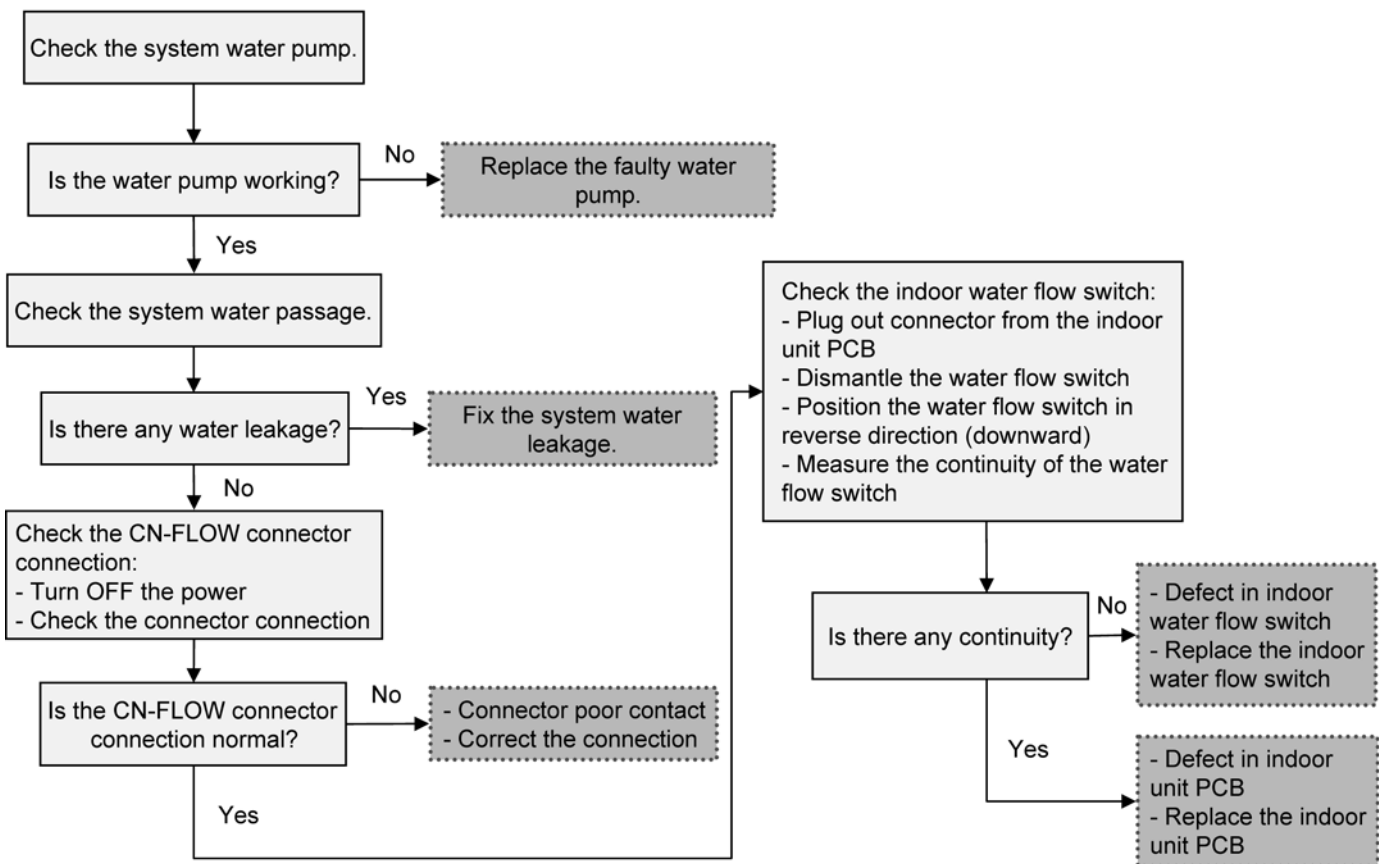 Check the system water pump.
Is the water pump working?
No
Replace the faulty water
pump.
Yes
Check the system water passage.
Is there any water leakage?
Yes
Fix the system water
leakage.
No
Check the CN-FLOW connector
connection:
- Turn OFF the power
- Check the connector connection
Is the CN-FLOW connector
connection normal?
No
- Connector poor contact
- Correct the connection
Yes
Check the indoor water flow switch:
- Plug out connector from the indoor
unit PCB
- Dismantle the water flow switch
- Position the water flow switch in
reverse direction (downward)
- Measure the continuity of the water
flow switch
Is there any continuity?
No
- Defect in indoor
water flow switch
- Replace the indoor
water flow switch
Yes
- Defect in indoor
unit PCB
- Replace the indoor
unit PCB